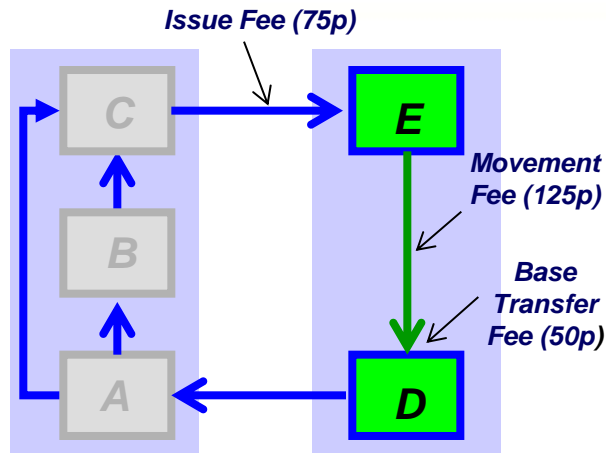 Issue Fee (75p)
C
E
Movement
Fee (125p)
B
Base
Transfer
Fee (50p)
A
D